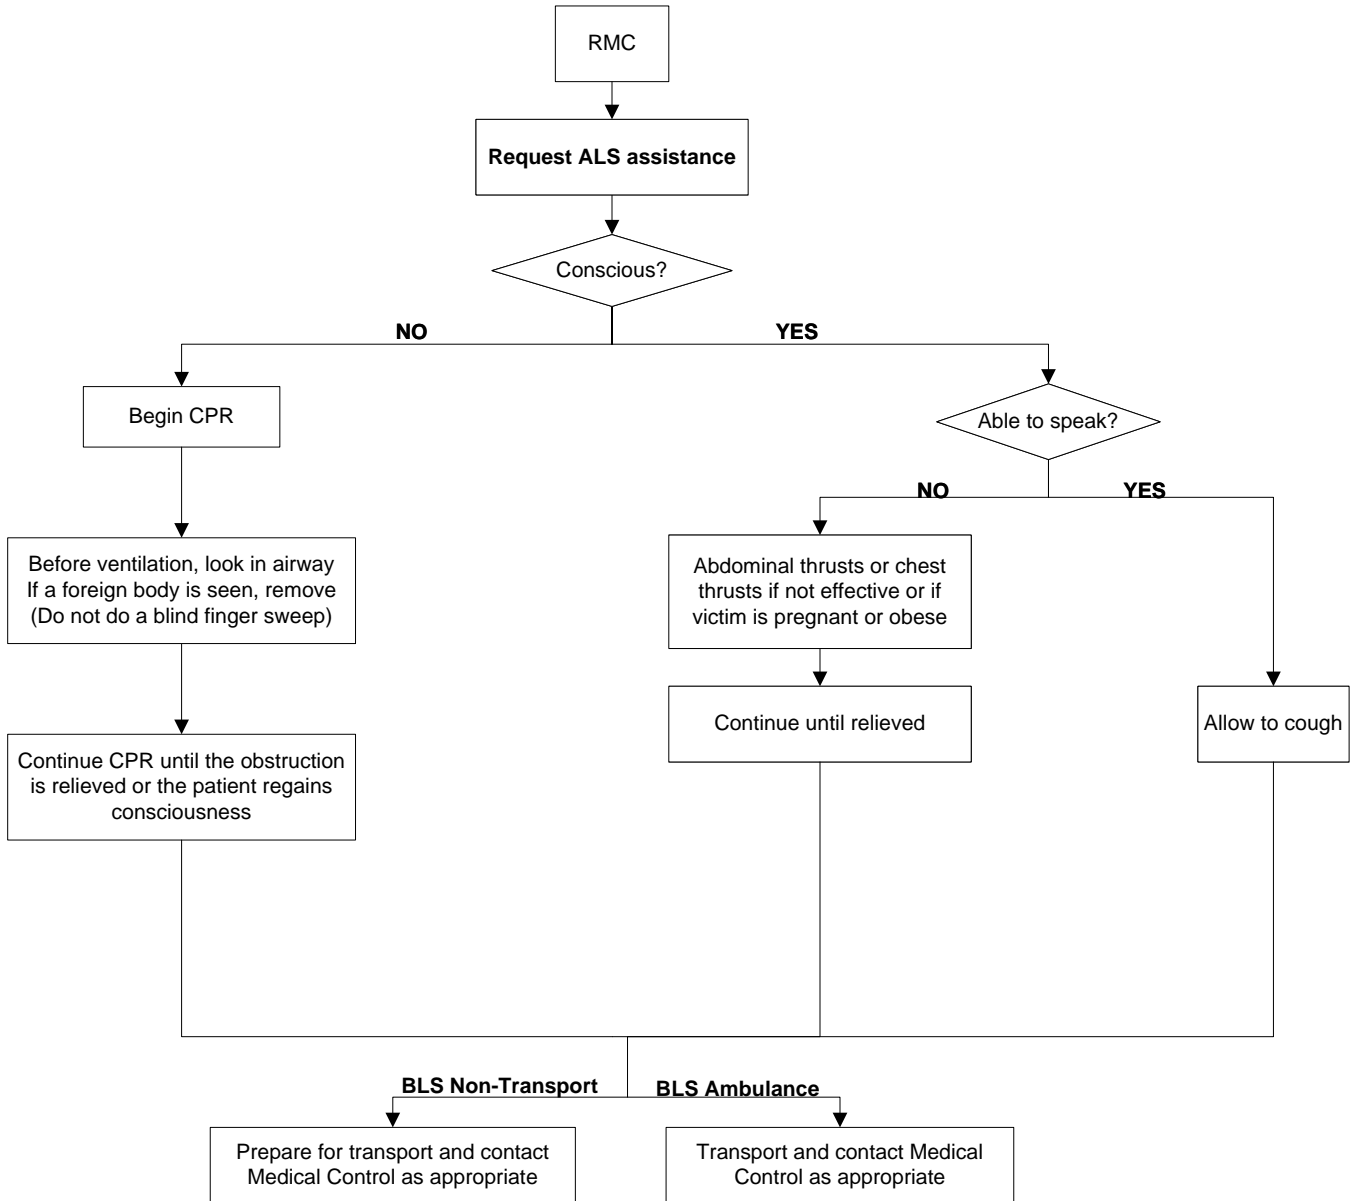 RMC
Request ALS assistance
Conscious?
NO
YES
Begin CPR
Able to speak?
NO
YES
Before ventilation, look in airway
If a foreign body is seen, remove
(Do not do a blind finger sweep)
Abdominal thrusts or chest
thrusts if not effective or if
victim is pregnant or obese
Continue until relieved
Allow to cough
Continue CPR until the obstruction
is relieved or the patient regains
consciousness
BLS Non-Transport
BLS Ambulance
Prepare for transport and contact
Medical Control as appropriate
Transport and contact Medical
Control as appropriate